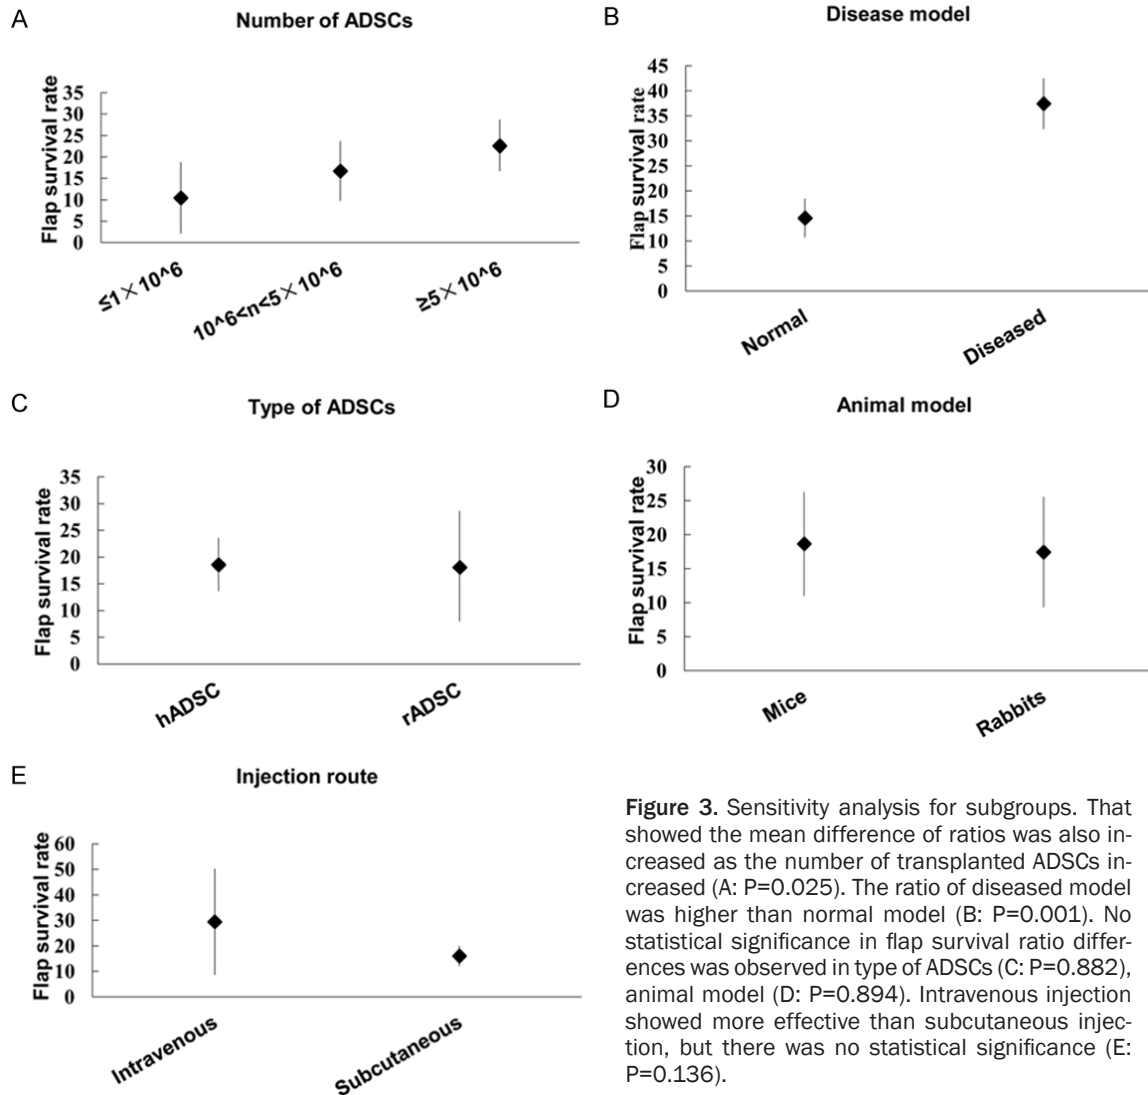 A
Number of ADSCs
Flap survival rate
35
30
25
20
15
10
5
0
≤1×10^6
10^6<n<5×10^6
≥5×10^6
B
Disease model
Flap survival rate
45
40
35
30
25
20
15
10
5
0
Normal
Diseased
C
Type of ADSCs
Flap survival rate
35
30
25
20
15
10
5
0
hADSC
rADSC
D
Animal model
Flap survival rate
30
25
20
15
10
5
0
Mice
Rabbits
E
Injection route
Flap survival rate
60
50
40
30
20
10
0
Intravenous
Subcutaneous
Figure 3. Sensitivity analysis for subgroups. That
showed the mean difference of ratios was also in-
creased as the number of transplanted ADSCs in-
creased (A: P=0.025). The ratio of diseased model
was higher than normal model (B: P=0.001). No
statistical significance in flap survival ratio differ-
ences was observed in type of ADSCs (C: P=0.882),
animal model (D: P=0.894). Intravenous injection
showed more effective than subcutaneous injec-
tion, but there was no statistical significance (E:
P=0.136).